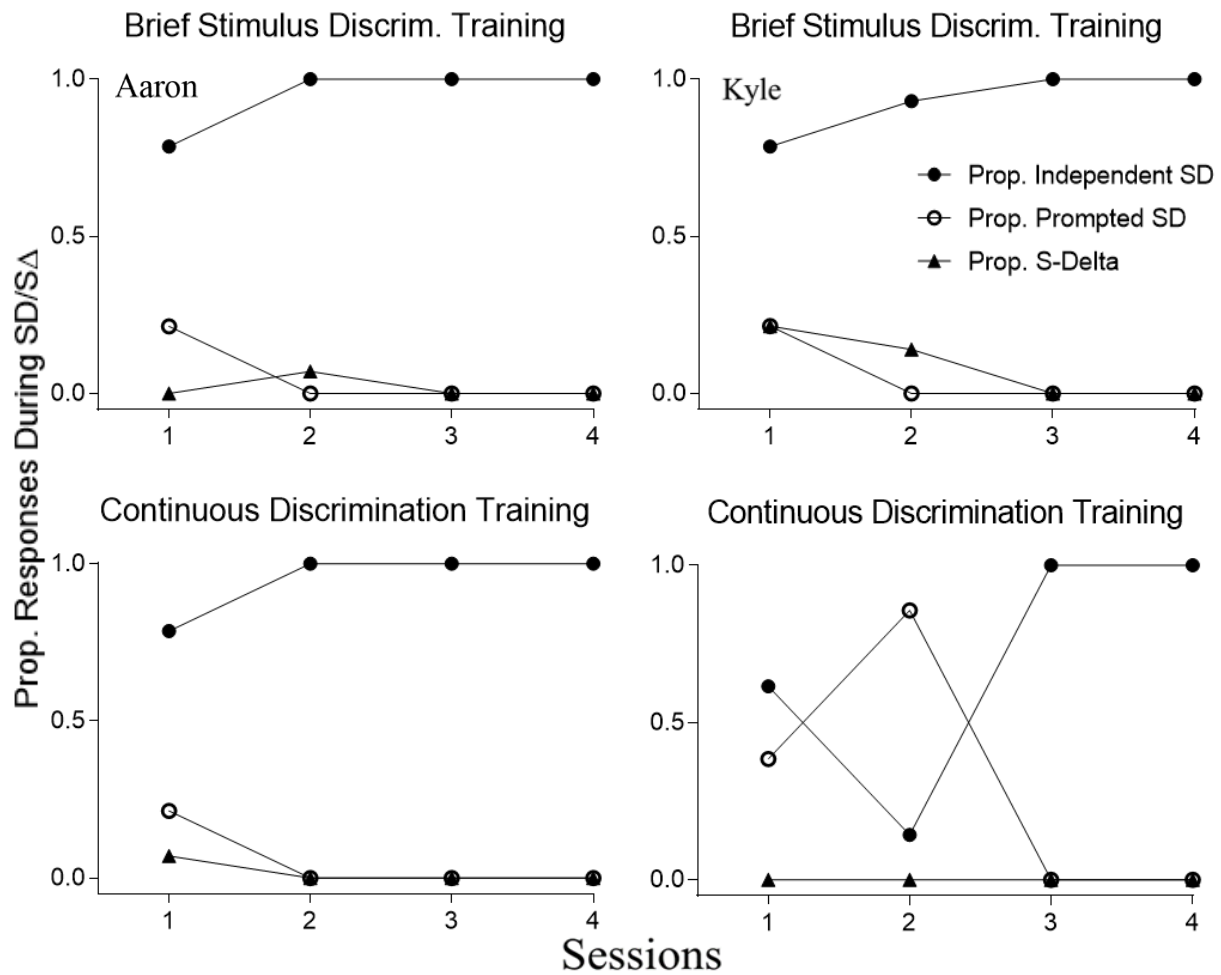 Brief Stimulus Discrim. Training
Brief Stimulus Discrim. Training
Prop. Responses During SD/SΔ
1.0
Aaron
0.5
0.0
1 2 3 4
1.0
Kyle
Prop. Independent SD
Prop. Prompted SD
Prop. S-Delta
0.5
0.0
1 2 3 4
Continuous Discrimination Training
Continuous Discrimination Training
1.0
0.5
0.0
1 2 3 4
1.0
0.5
0.0
1 2 3 4
Sessions